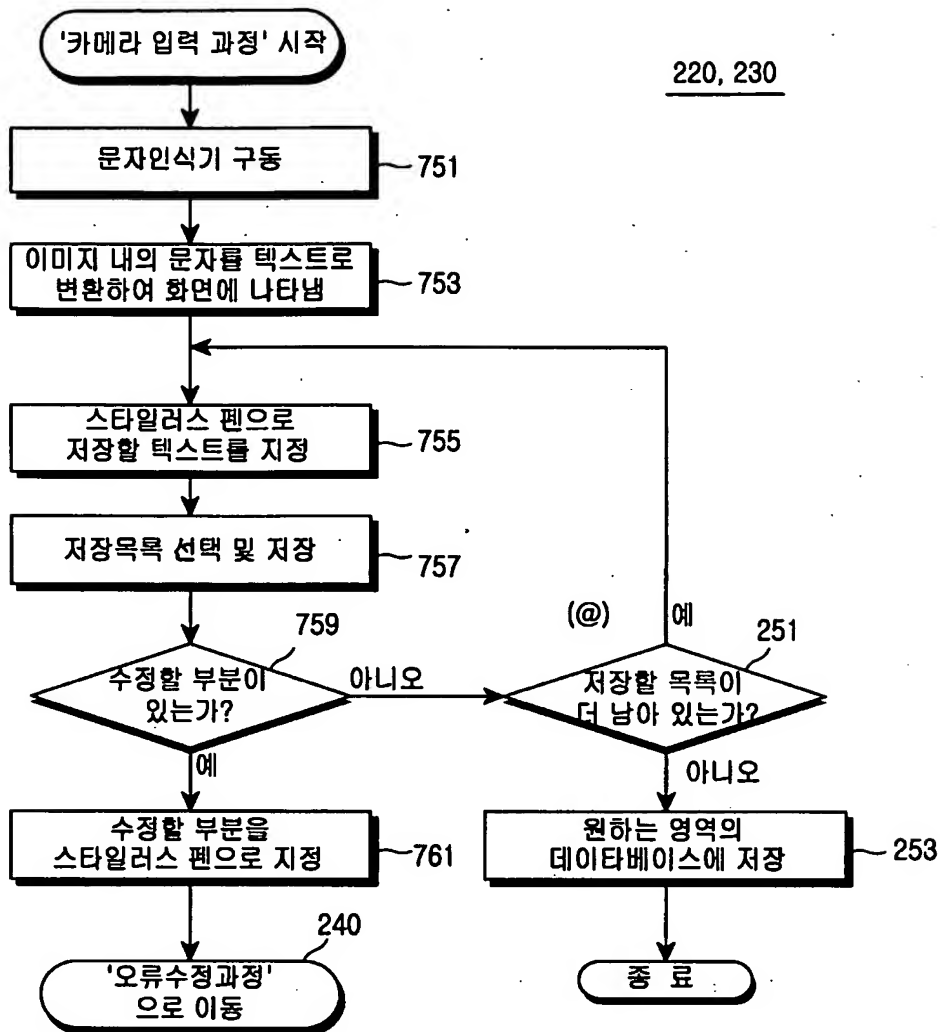 '카메라 입력 과정' 시작
220, 230
문자인식기 구동
751
이미지 내의 문자를 텍스트로
변환하여 화면에 나타냄
753
스타일러스 펜으로
저장할 텍스트를 지정
755
저장목록 선택 및 저장
757
759
수정할 부분이
있는가?
아니오
예
(@)
예
251
저장할 목록이
더 남아 있는가?
아니오
수정할 부분을
스타일러스 펜으로 지정
761
원하는 영역의
데이타베이스에 저장
253
240
'오류수정과정'
으로 이동
종 료